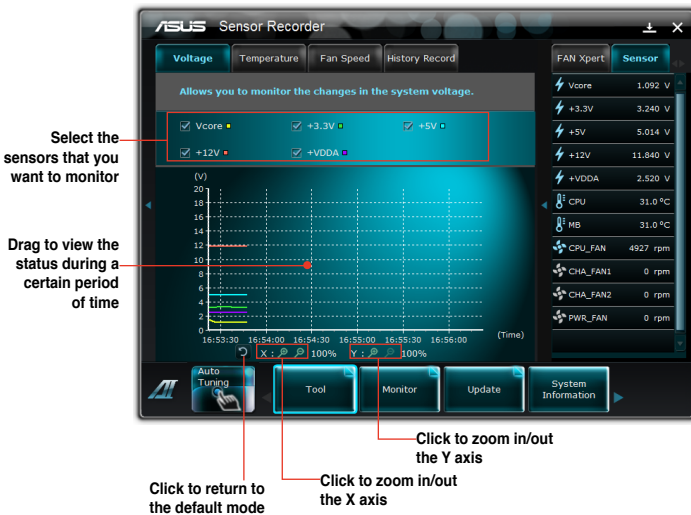 ASUS Sensor Recorder
Voltage Temperature Fan Speed History Record
Allows you to monitor the changes in the system voltage.
Vcore +3.3V +5V
+12V +VDDA
(V)
20
18
16
14
12
10
8
6
4
2
0
16:53:30 16:54:00 16:54:30 16:55:00 16:55:30 16:56:00
(Time)
X : 100% Y : 100%
FAN Xpert Sensor
Vcore 1.092 V
+3.3V 3.240 V
+5V 5.014 V
+12V 11.840 V
+VDDA 2.520 V
CPU 31.0 ºC
MB 31.0 ºC
CPU_FAN 4927 rpm
CHA_FAN1 0 rpm
CHA_FAN2 0 rpm
PWR_FAN 0 rpm
Auto
Tuning
Tool
Monitor
Update
System
Information
Select the
sensors that you
want to monitor
Drag to view the
status during a
certain period
of time
Click to zoom in/out
the Y axis
Click to zoom in/out
the X axis
Click to return to
the default mode